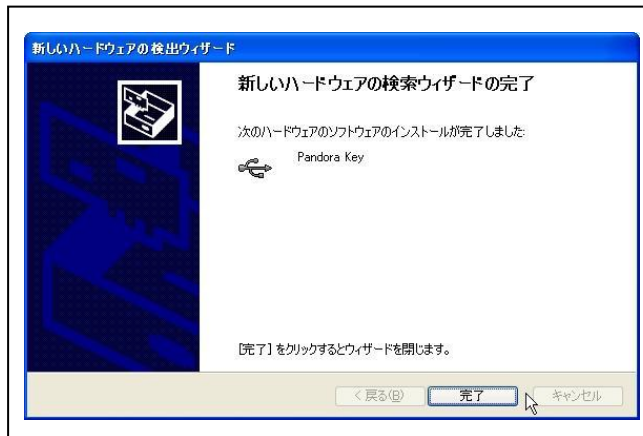 新しいハードウェアの検出ウィザード
新しいハードウェアの検索ウィザードの完了
次のハードウェアのソフトウェアのインストールが完了しました:
Pandora Key
[完了] をクリックするとウィザードを閉じます。
< 戻る(B)
完了
キャンセル